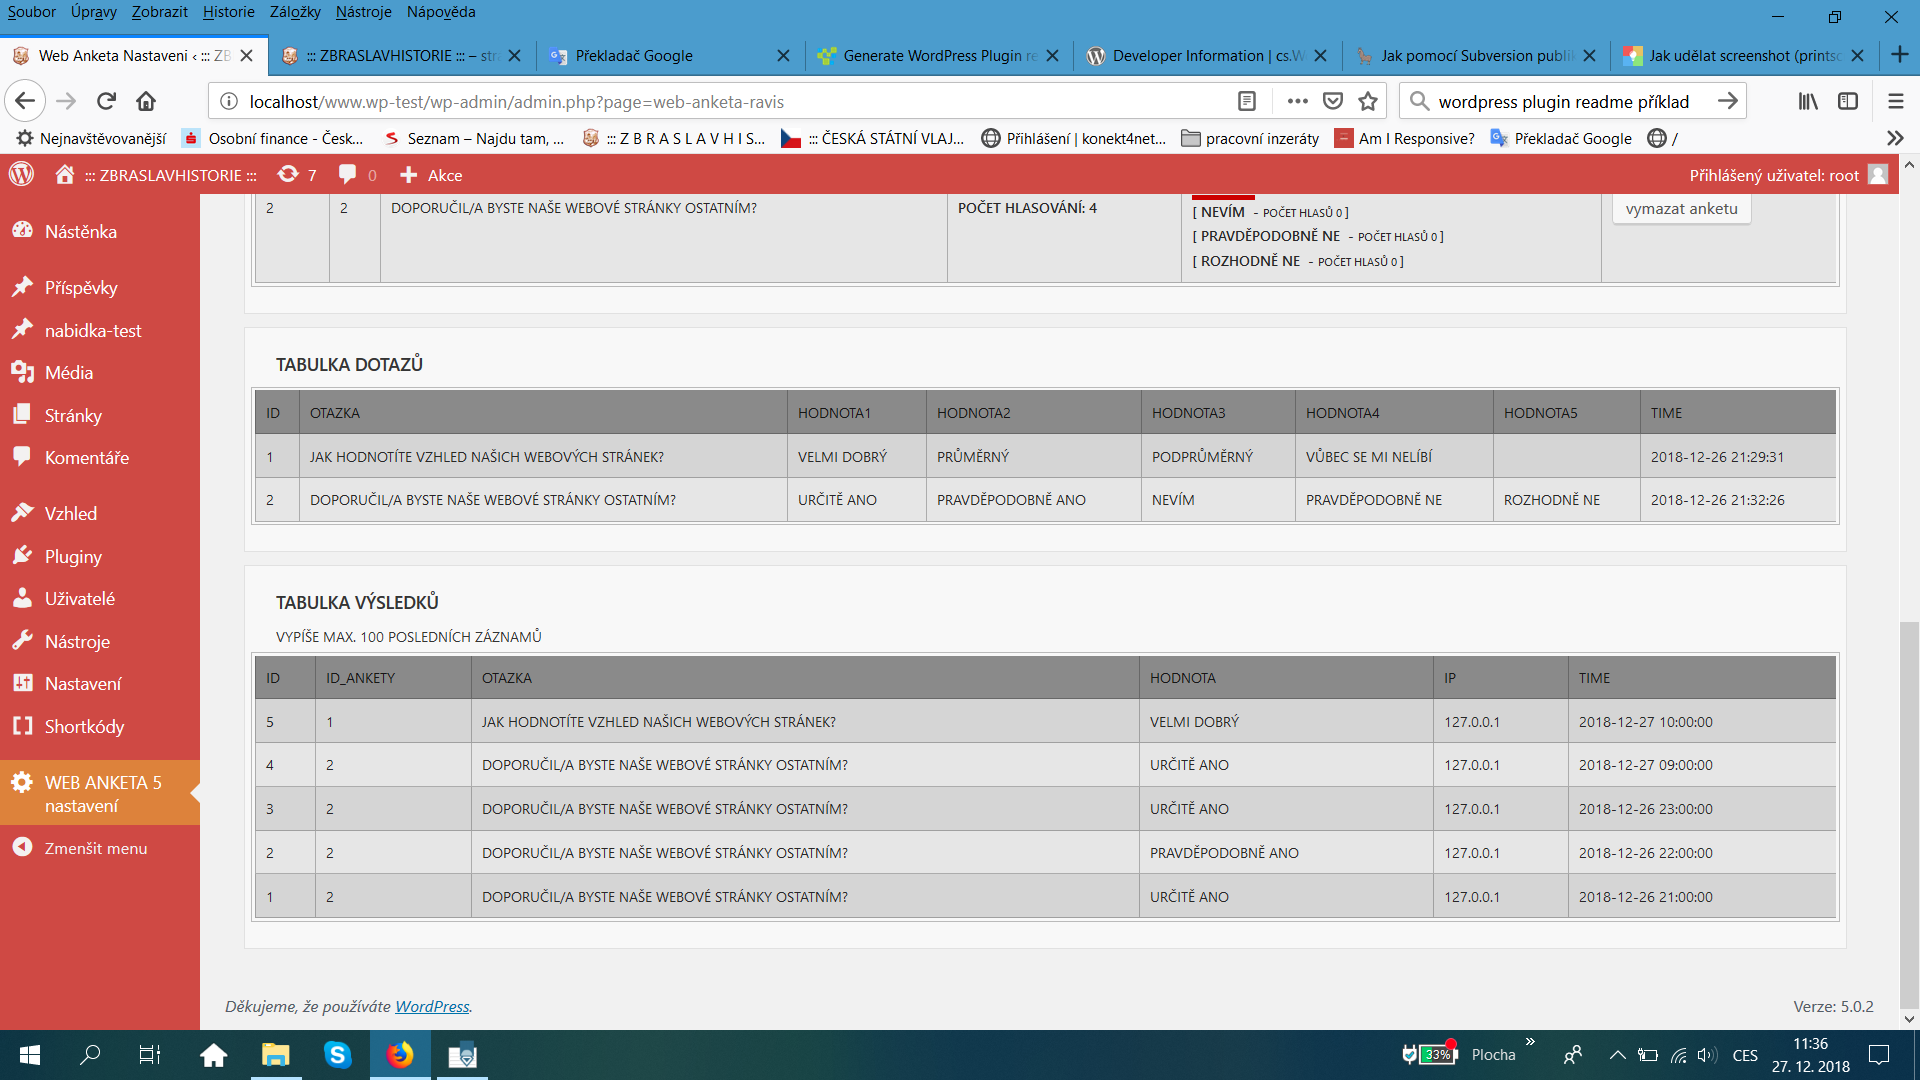 Soubor Úpravy Zobrazit Historie Záložky Nástroje Nápověda
Web Anketa Nastaveni ‹ ::: ZB
::: ZBRASLAVHISTORIE ::: – str
Překladač Google
Generate WordPress Plugin re
Developer Information | cs.W
Jak pomocí Subversion publik
Jak udělat screenshot (printsc
localhost/www.wp-test/wp-admin/admin.php?page=web-anketa-ravis
wordpress plugin readme příklad
Nejnavštěvovanější
Osobní finance - Česk...
Seznam – Najdu tam, ...
::: Z B R A S L A V H I S...
::: ČESKÁ STÁTNÍ VLAJ...
Přihlášení | konekt4net...
pracovní inzeráty
Am I Responsive?
Překladač Google
/
::: ZBRASLAVHISTORIE ::: 7 0 Akce
Přihlášený uživatel: root
Nástěnka
Příspěvky
nabidka-test
Média
Stránky
Komentáře
Vzhled
Pluginy
Uživatelé
Nástroje
Nastavení
Shortkódy
WEB ANKETA 5
nastavení
Zmenšit menu
2 2 DOPORUČIL/A BYSTE NAŠE WEBOVÉ STRÁNKY OSTATNÍM? POČET HLASOVÁNÍ: 4
[ NEVÍM - POČET HLASŮ 0 ]
[ PRAVDĚPODOBNĚ NE - POČET HLASŮ 0 ]
[ ROZHODNĚ NE - POČET HLASŮ 0 ]
vymazat anketu
TABULKA DOTAZŮ
ID OTAZKA HODNOTA1 HODNOTA2 HODNOTA3 HODNOTA4 HODNOTA5 TIME
1 JAK HODNOTÍTE VZHLED NAŠICH WEBOVÝCH STRÁNEK? VELMI DOBRÝ PRŮMĚRNÝ PODPRŮMĚRNÝ VŮBEC SE MI NELÍBÍ 2018-12-26 21:29:31
2 DOPORUČIL/A BYSTE NAŠE WEBOVÉ STRÁNKY OSTATNÍM? URČITĚ ANO PRAVDĚPODOBNĚ ANO NEVÍM PRAVDĚPODOBNĚ NE ROZHODNĚ NE 2018-12-26 21:32:26
TABULKA VÝSLEDKŮ
VYPÍŠE MAX. 100 POSLEDNÍCH ZÁZNAMŮ
ID ID_ANKETY OTAZKA HODNOTA IP TIME
5 1 JAK HODNOTÍTE VZHLED NAŠICH WEBOVÝCH STRÁNEK? VELMI DOBRÝ 127.0.0.1 2018-12-27 10:00:00
4 2 DOPORUČIL/A BYSTE NAŠE WEBOVÉ STRÁNKY OSTATNÍM? URČITĚ ANO 127.0.0.1 2018-12-27 09:00:00
3 2 DOPORUČIL/A BYSTE NAŠE WEBOVÉ STRÁNKY OSTATNÍM? URČITĚ ANO 127.0.0.1 2018-12-26 23:00:00
2 2 DOPORUČIL/A BYSTE NAŠE WEBOVÉ STRÁNKY OSTATNÍM? PRAVDĚPODOBNĚ ANO 127.0.0.1 2018-12-26 22:00:00
1 2 DOPORUČIL/A BYSTE NAŠE WEBOVÉ STRÁNKY OSTATNÍM? URČITĚ ANO 127.0.0.1 2018-12-26 21:00:00
Děkujeme, že používáte WordPress.
Verze: 5.0.2
33% Plocha CES
11:36
27. 12. 2018